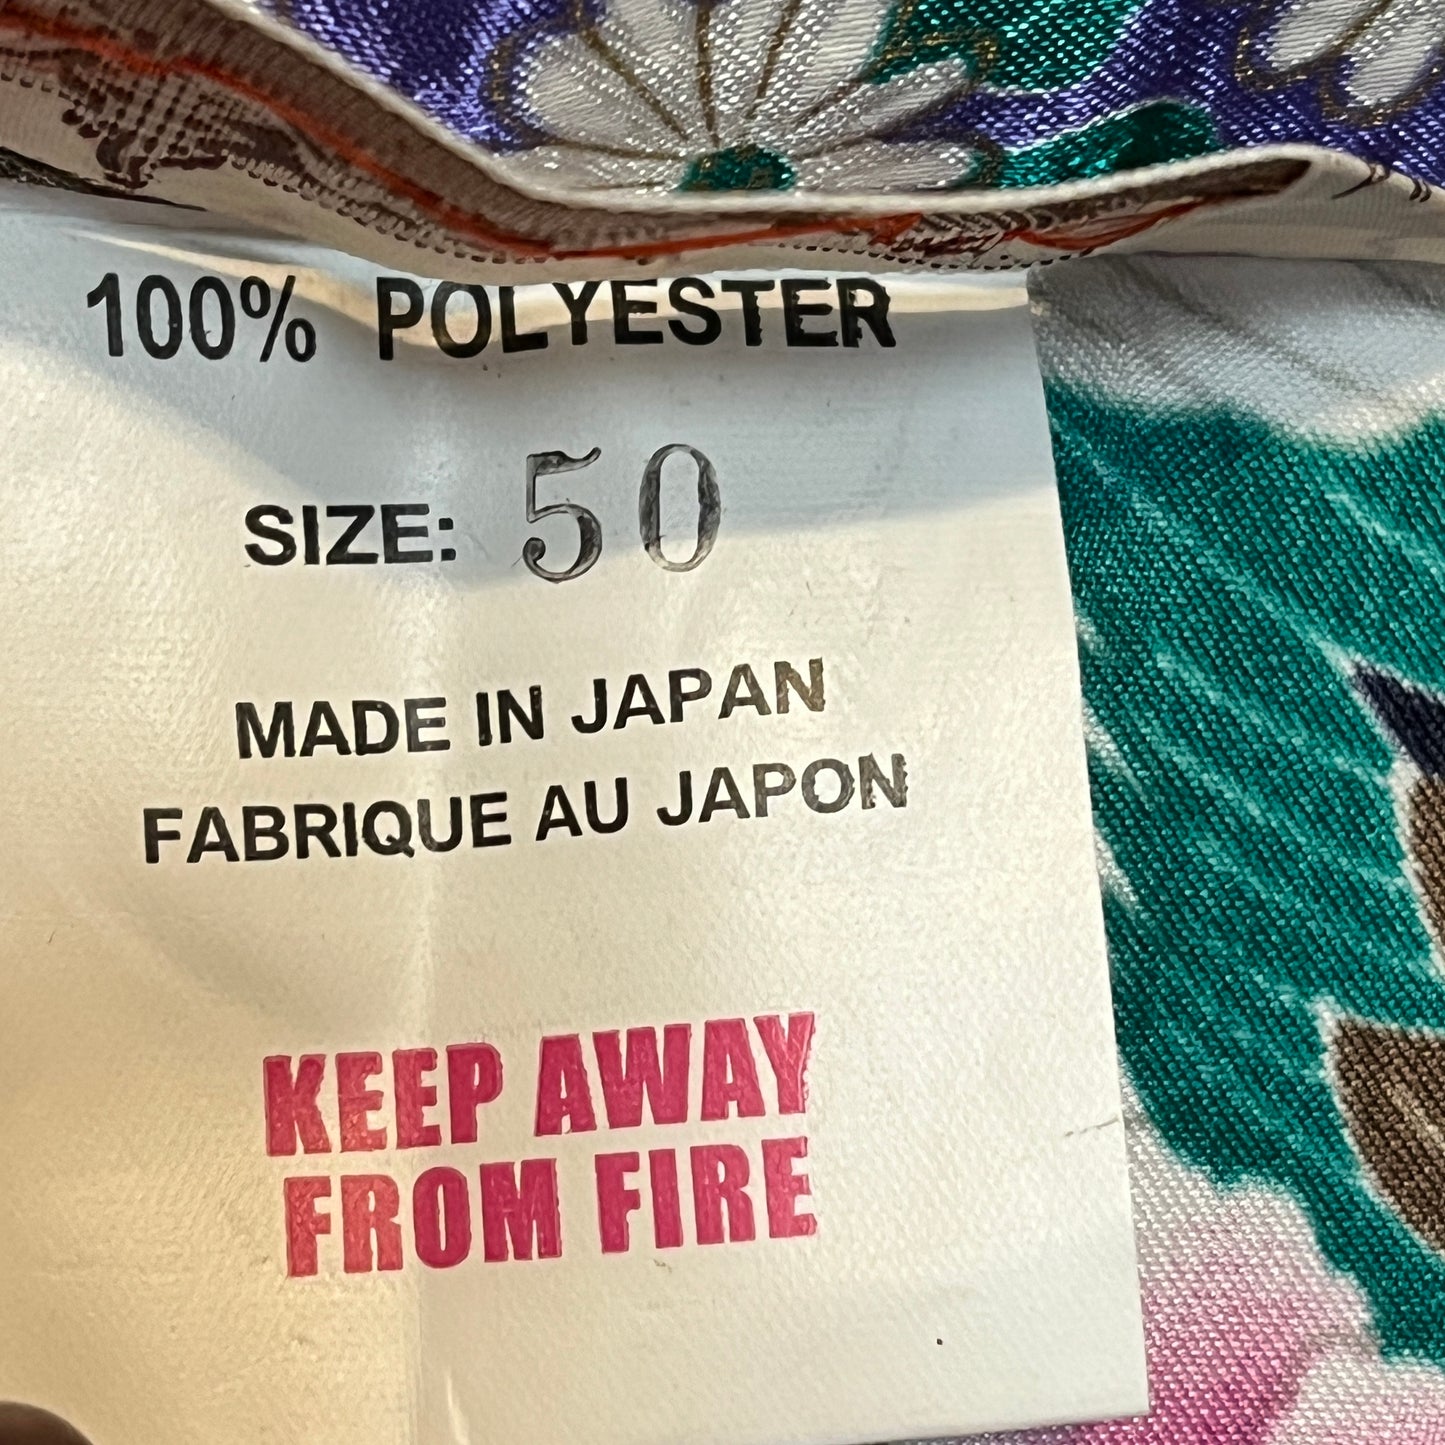 100% POLYESTER
SIZE: 50
MADE IN JAPAN
FABRIQUE AU JAPON
KEEP AWAY
FROM FIRE